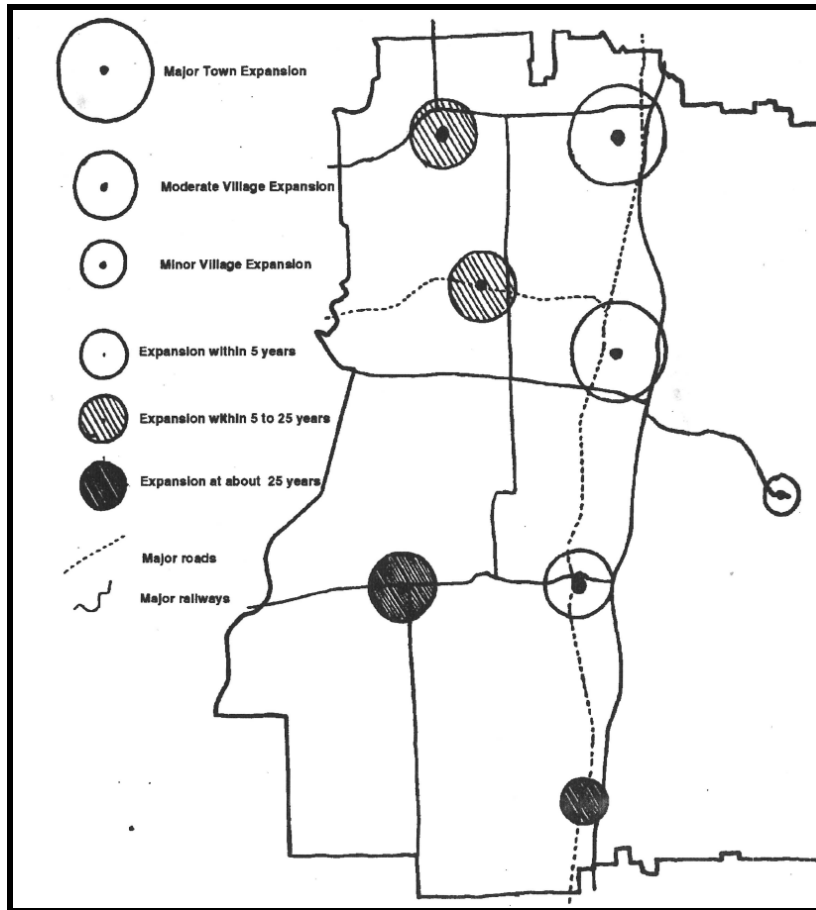 Major Town Expansion
Moderate Village Expansion
Minor Village Expansion
Expansion within 5 years
Expansion within 5 to 25 years
Expansion at about 25 years
Major roads
Major railways